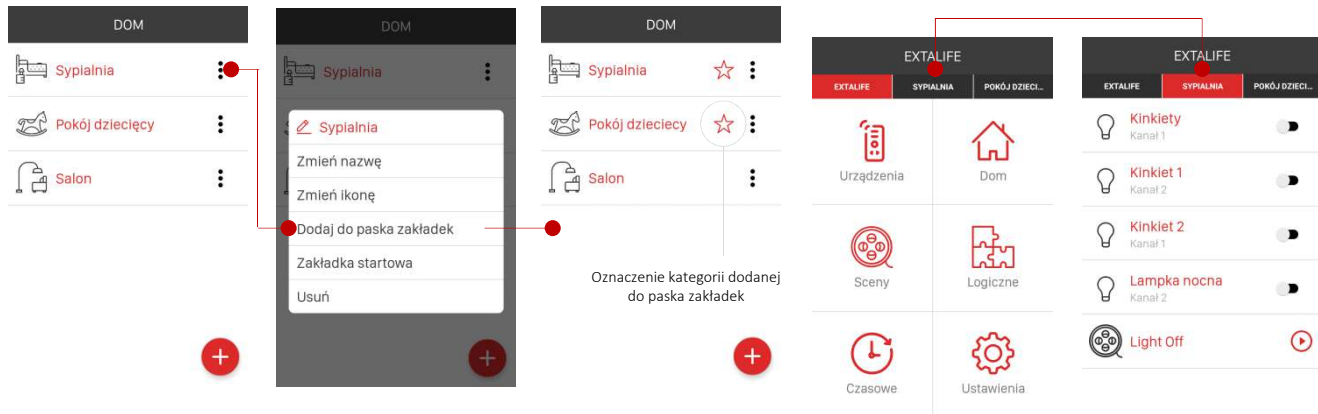 DOM
Sypialnia
Pokój dziecięcy
Salon
DOM
Sypialnia
Sypialnia
Zmień nazwę
Zmień ikonę
Dodaj do paska zakładek
Zakładka startowa
Usuń
DOM
Sypialnia
Pokój dzieciecy
Salon
Oznaczenie kategorii dodanej
do paska zakładek
EXTALIFE
EXTALIFE SYPIALNIA POKÓJ DZIECI...
Urządzenia Dom
Sceny Logiczne
Czasowe Ustawienia
EXTALIFE
EXTALIFE SYPIALNIA POKÓJ DZIECI...
Kinkiety
Kanał 1
Kinkiet 1
Kanał 2
Kinkiet 2
Kanał 1
Lampka nocna
Kanał 2
Light Off